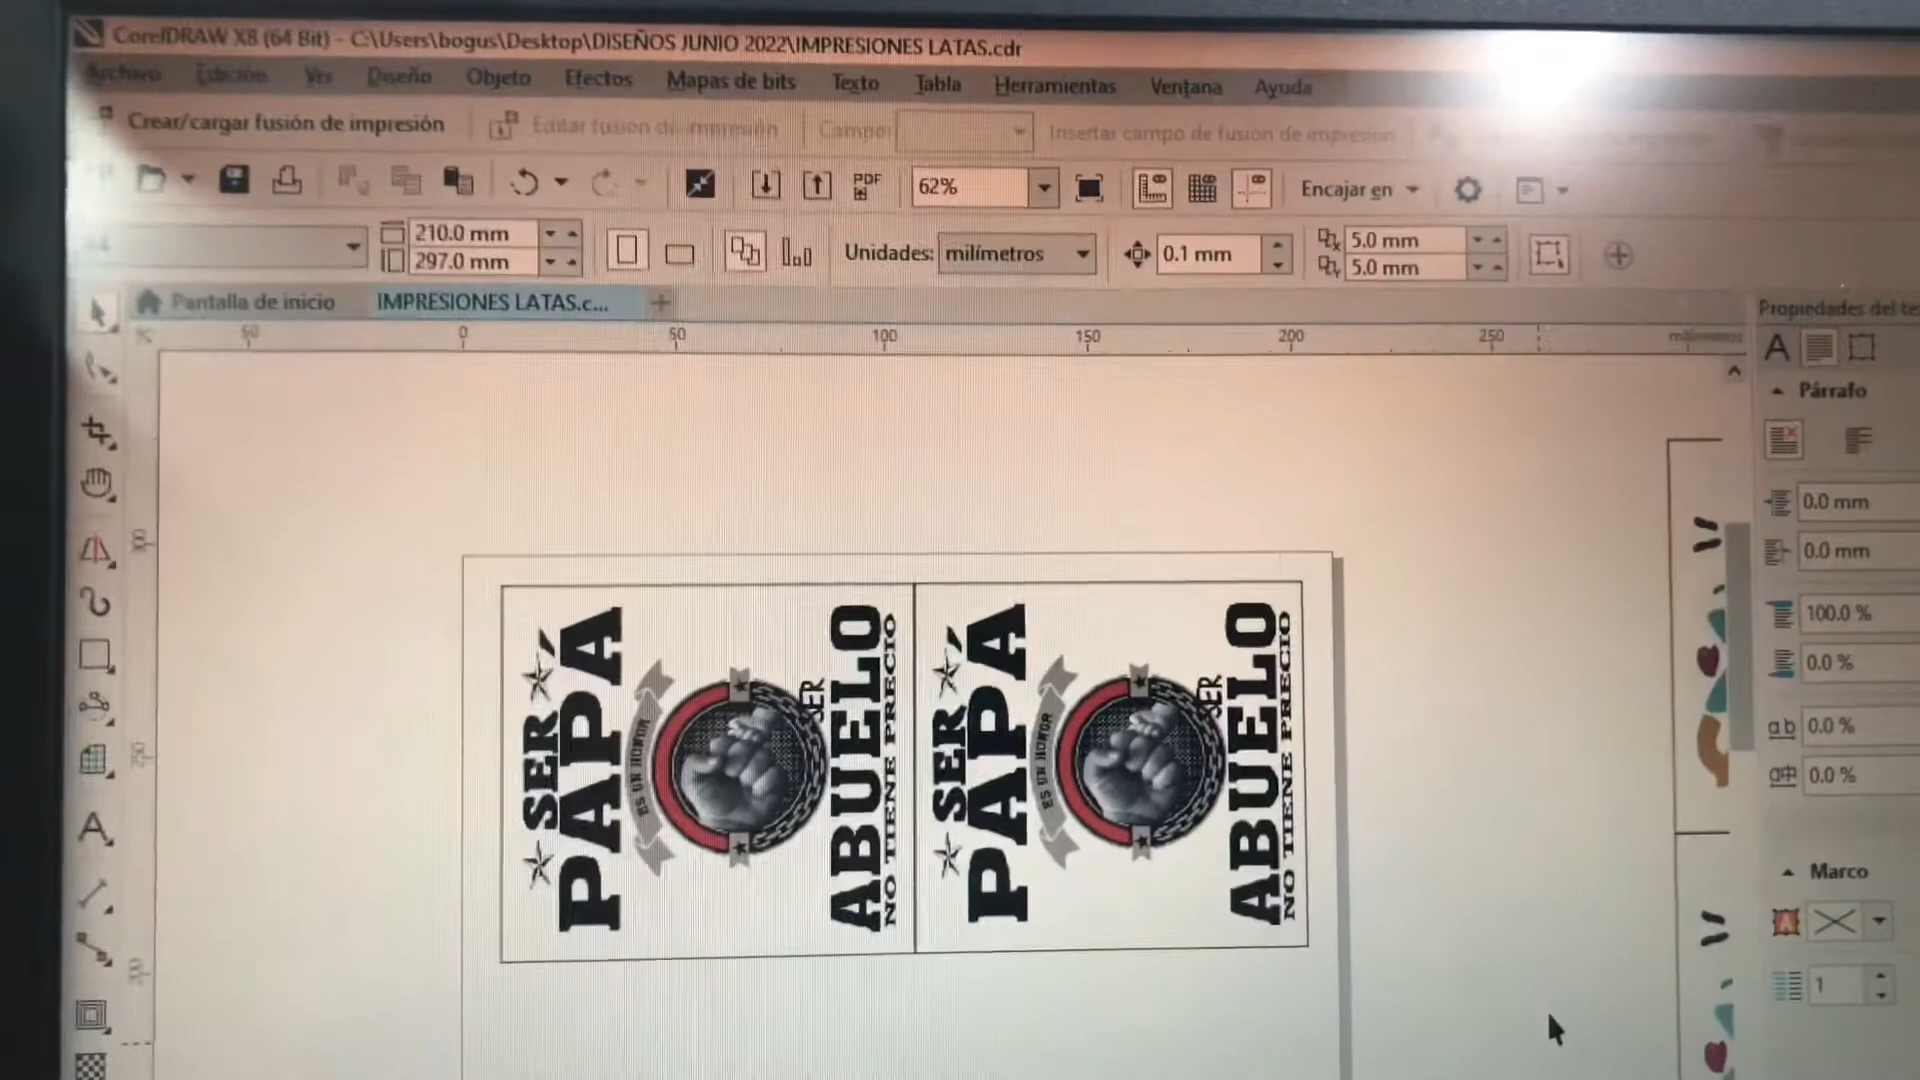 CorelDRAW X8 (64 Bit) - C:\Users\bogus\Desktop\DISEÑOS JUNIO 2022\IMPRESIONES LATAS.cdr
Archivo Edición Ver Diseño Objeto Efectos Mapas de bits Texto Tabla Herramientas Ventana Ayuda
Crear/cargar fusión de impresión Editar fusión de impresión Campo: Insertar campo de fusión de impresión
PDF 62% Encajar en
210.0 mm
297.0 mm
Unidades: milímetros 0.1 mm
5.0 mm
5.0 mm
Pantalla de inicio IMPRESIONES LATAS.c...
50 0 50 100 150 200 250 milímetros
300
250
200
SER
PAPÁ
ES UN HONOR
SER
ABUELO
NO TIENE PRECIO
SER
PAPÁ
ES UN HONOR
SER
ABUELO
NO TIENE PRECIO
Propiedades del te
Párrafo
0.0 mm
0.0 mm
100.0 %
0.0 %
ab 0.0 %
0.0 %
Marco
1